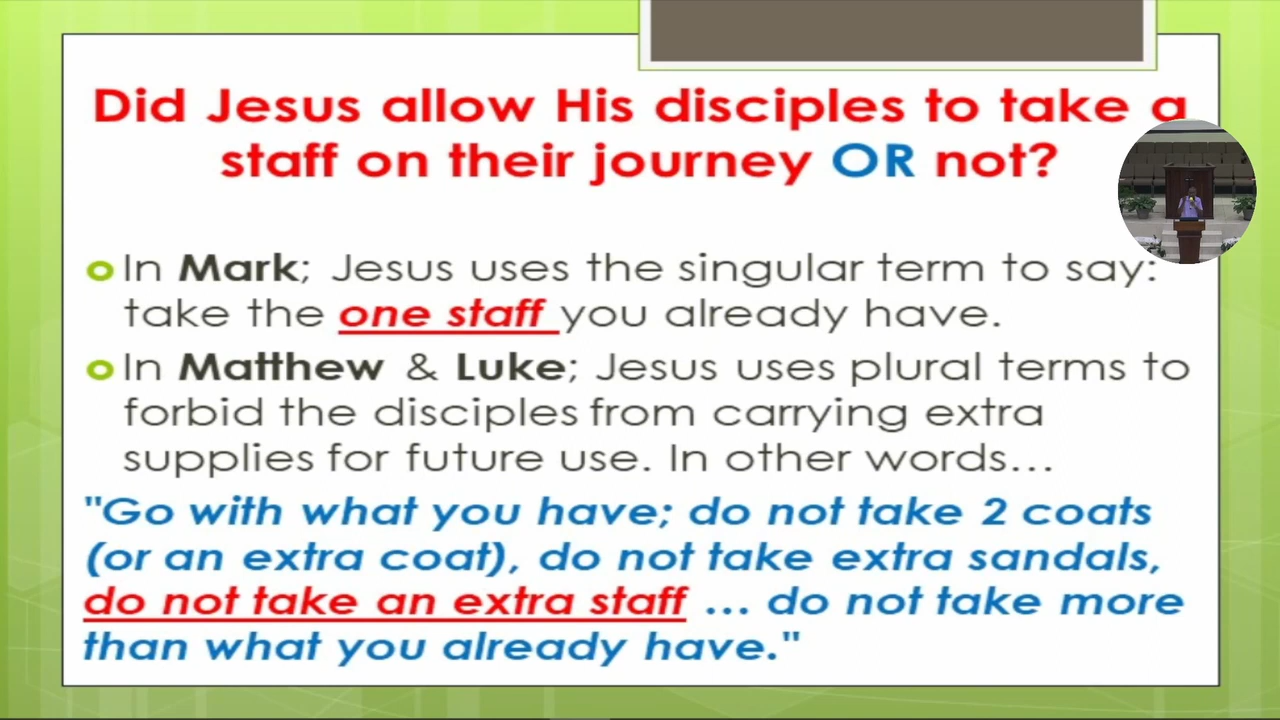 Did Jesus allow His disciples to take a
staff on their journey OR not?
In Mark; Jesus uses the singular term to say:
take the one staff you already have.
In Matthew & Luke; Jesus uses plural terms to
forbid the disciples from carrying extra
supplies for future use. In other words...
"Go with what you have; do not take 2 coats
(or an extra coat), do not take extra sandals,
do not take an extra staff ... do not take more
than what you already have."